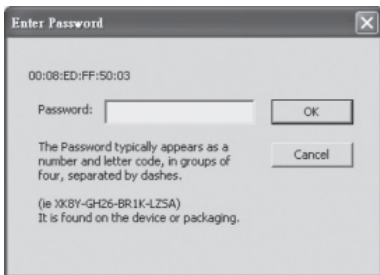 Enter Password
00:08:ED:FF:50:03
Password:
OK
The Password typically appears as a
number and letter code, in groups of
four, separated by dashes.
Cancel
(ie XK8Y-GH26-BR1K-LZSA)
It is found on the device or packaging.